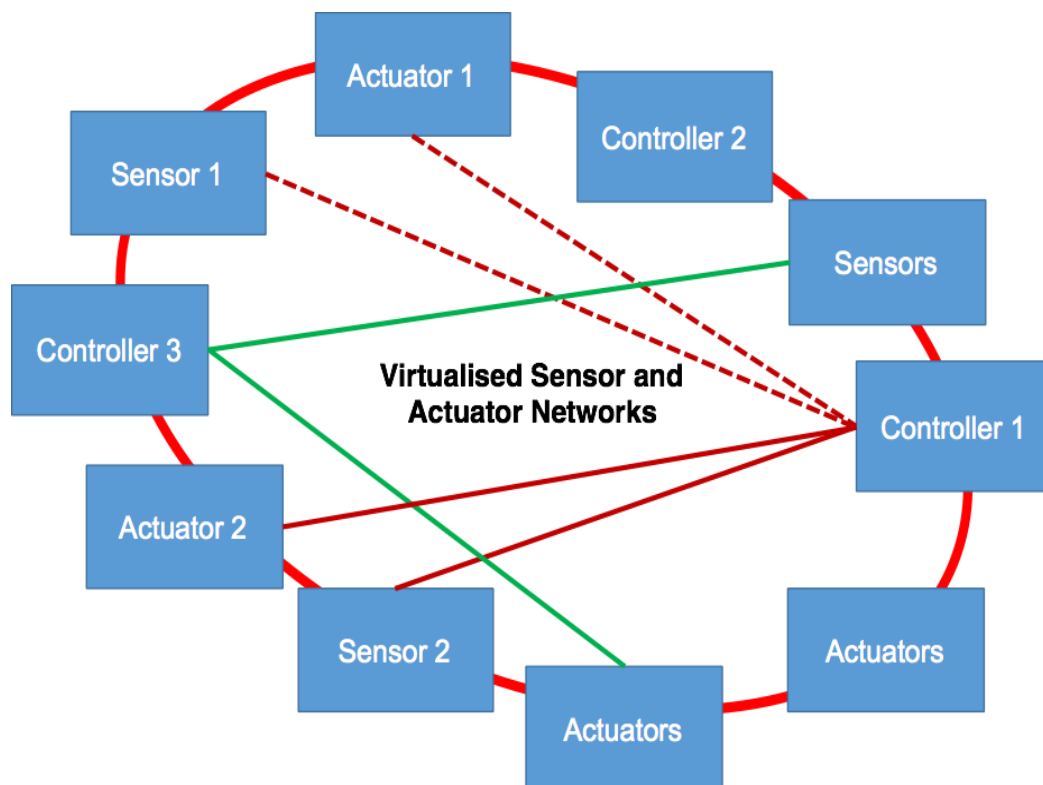 Actuator 1
Controller 2
Sensor 1
Sensors
Controller 3
Virtualised Sensor and
Actuator Networks
Controller 1
Actuator 2
Sensor 2
Actuators
Actuators